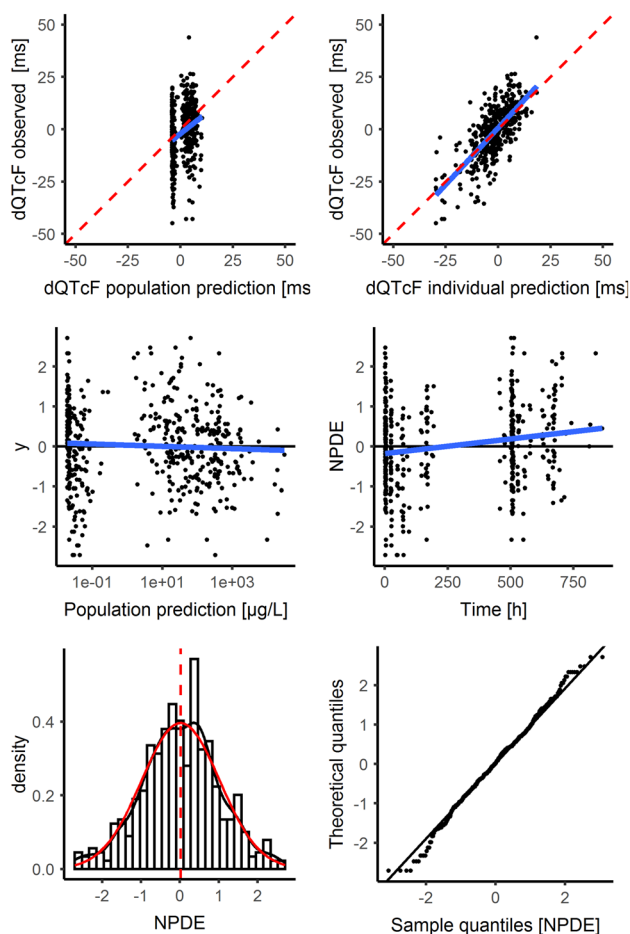 50
25
0
-25
-50
dQTcF observed [ms]
-50 -25 0 25 50
dQTcF population prediction [ms
50
25
0
-25
-50
dQTcF observed [ms]
-50 -25 0 25 50
dQTcF individual prediction [ms]
2
1
0
-1
-2
y
1e-01 1e+01 1e+03
Population prediction [µg/L]
2
1
0
-1
-2
NPDE
0 250 500 750
Time [h]
0.4
0.2
0.0
density
-2 -1 0 1 2
NPDE
2
1
0
-1
-2
Theoretical quantiles
-2 0 2
Sample quantiles [NPDE]